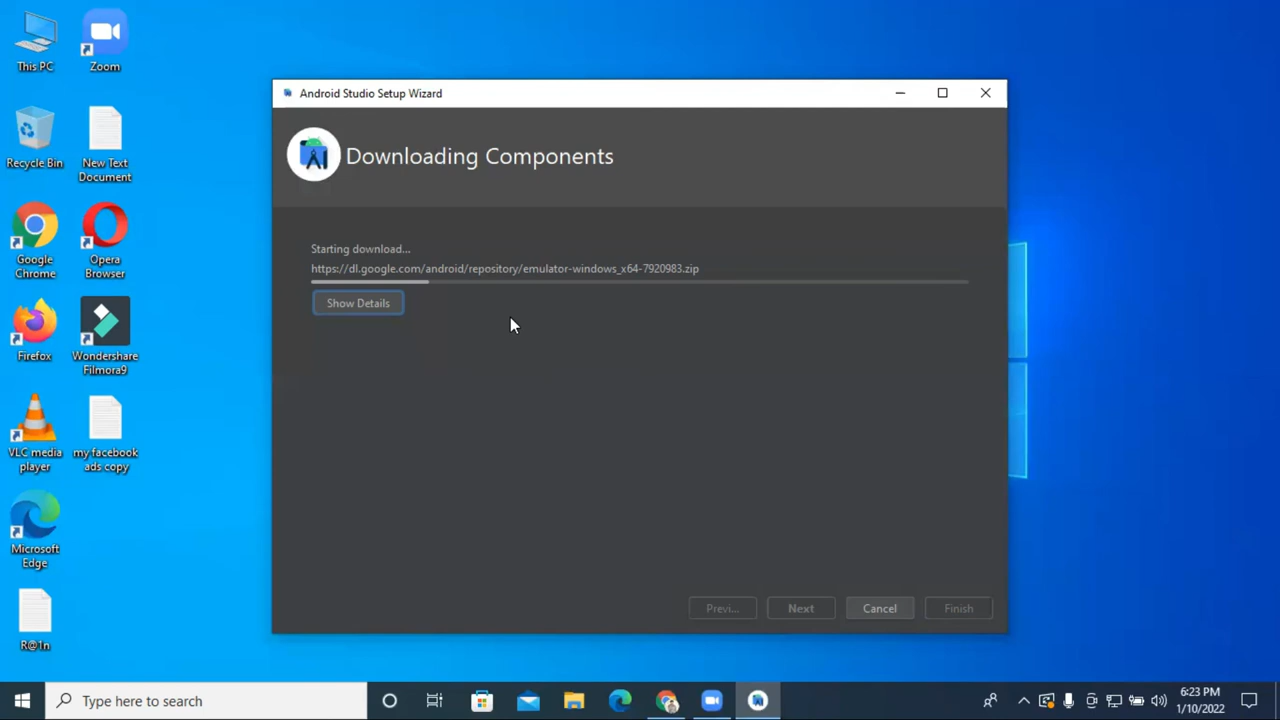 This PC
Zoom
Recycle Bin
New Text
Document
Google
Chrome
Opera
Browser
Firefox
Wondershare
Filmora9
VLC media
player
my facebook
ads copy
Microsoft
Edge
R@1n
Android Studio Setup Wizard
Downloading Components
Starting download...
https://dl.google.com/android/repository/emulator-windows_x64-7920983.zip
Show Details
Previ...
Next
Cancel
Finish
Type here to search
6:23 PM
1/10/2022